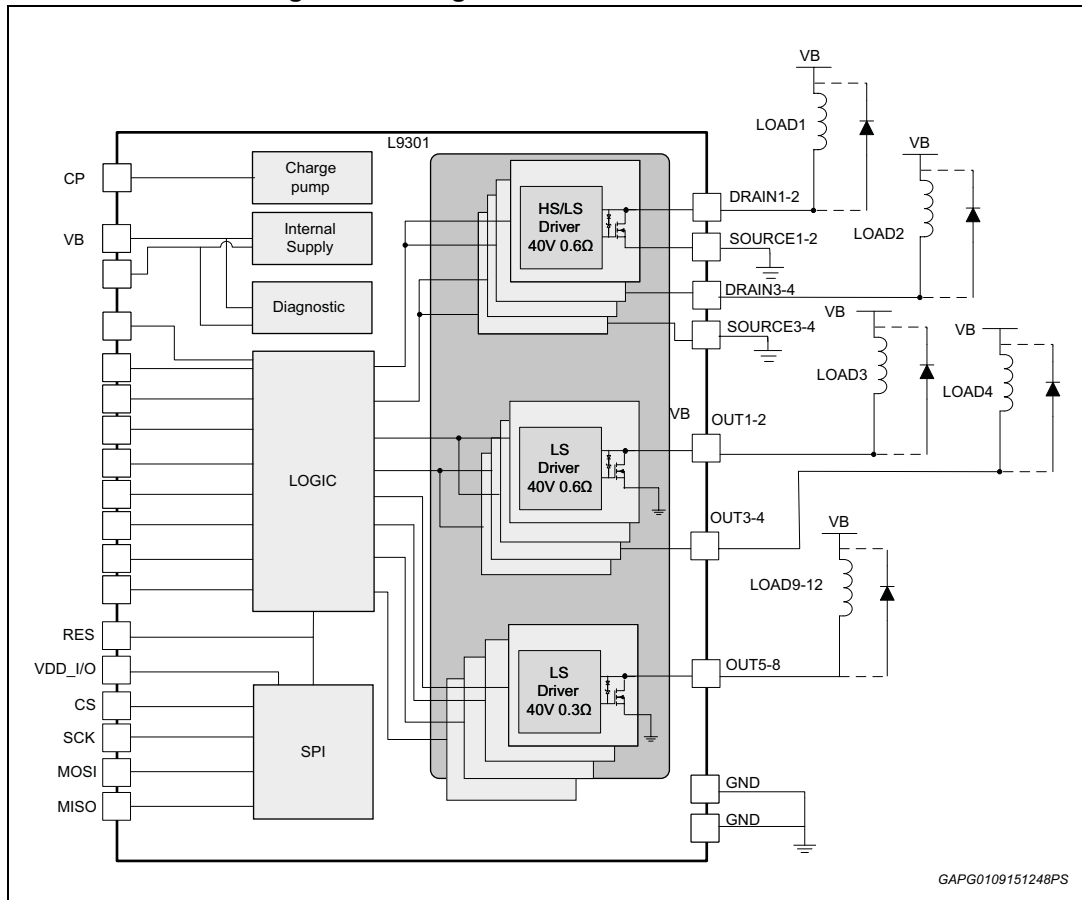 L9301
CP
Charge
pump
VB
Internal
Supply
Diagnostic
LOGIC
RES
VDD_I/O
CS
SCK
MOSI
MISO
SPI
HS/LS
Driver
40V 0.6Ω
LS
Driver
40V 0.6Ω
LS
Driver
40V 0.3Ω
VB
DRAIN1-2
SOURCE1-2
DRAIN3-4
SOURCE3-4
OUT1-2
OUT3-4
OUT5-8
GND
GND
VB
LOAD1
VB
LOAD2
VB
LOAD3
VB
LOAD4
VB
LOAD9-12
GAPG0109151248PS